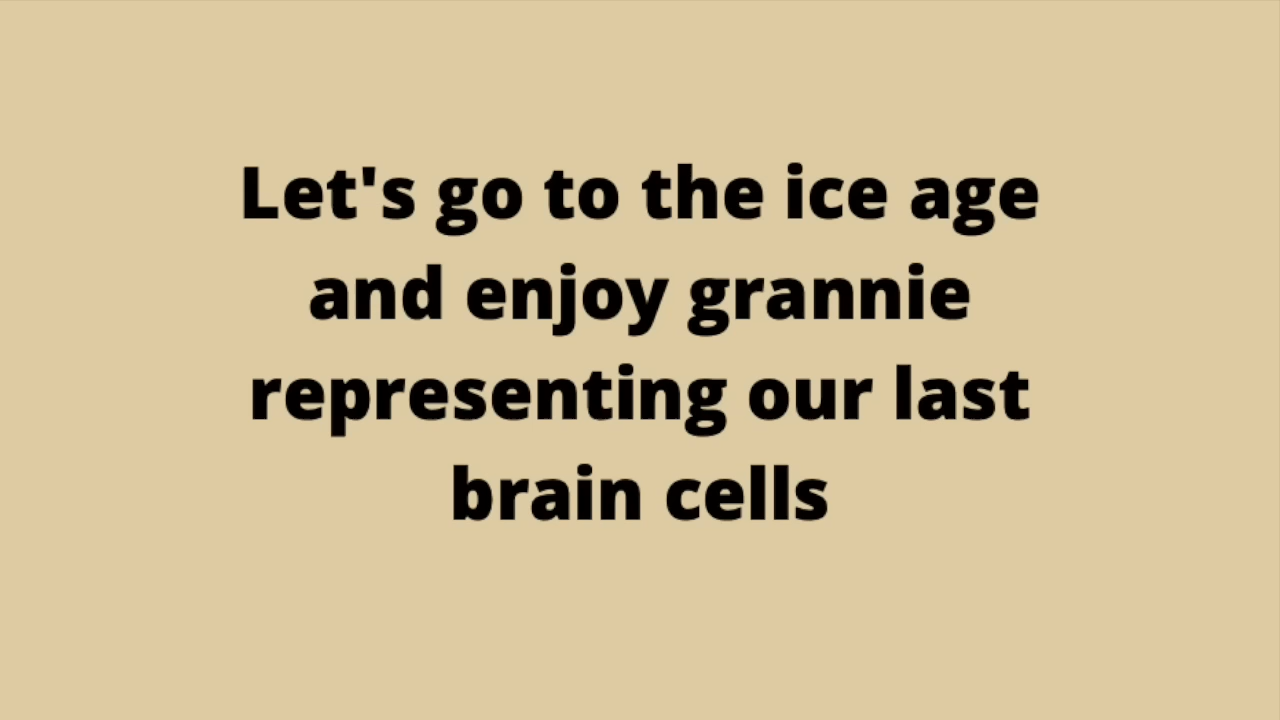 Let's go to the ice age
and enjoy grannie
representing our last
brain cells